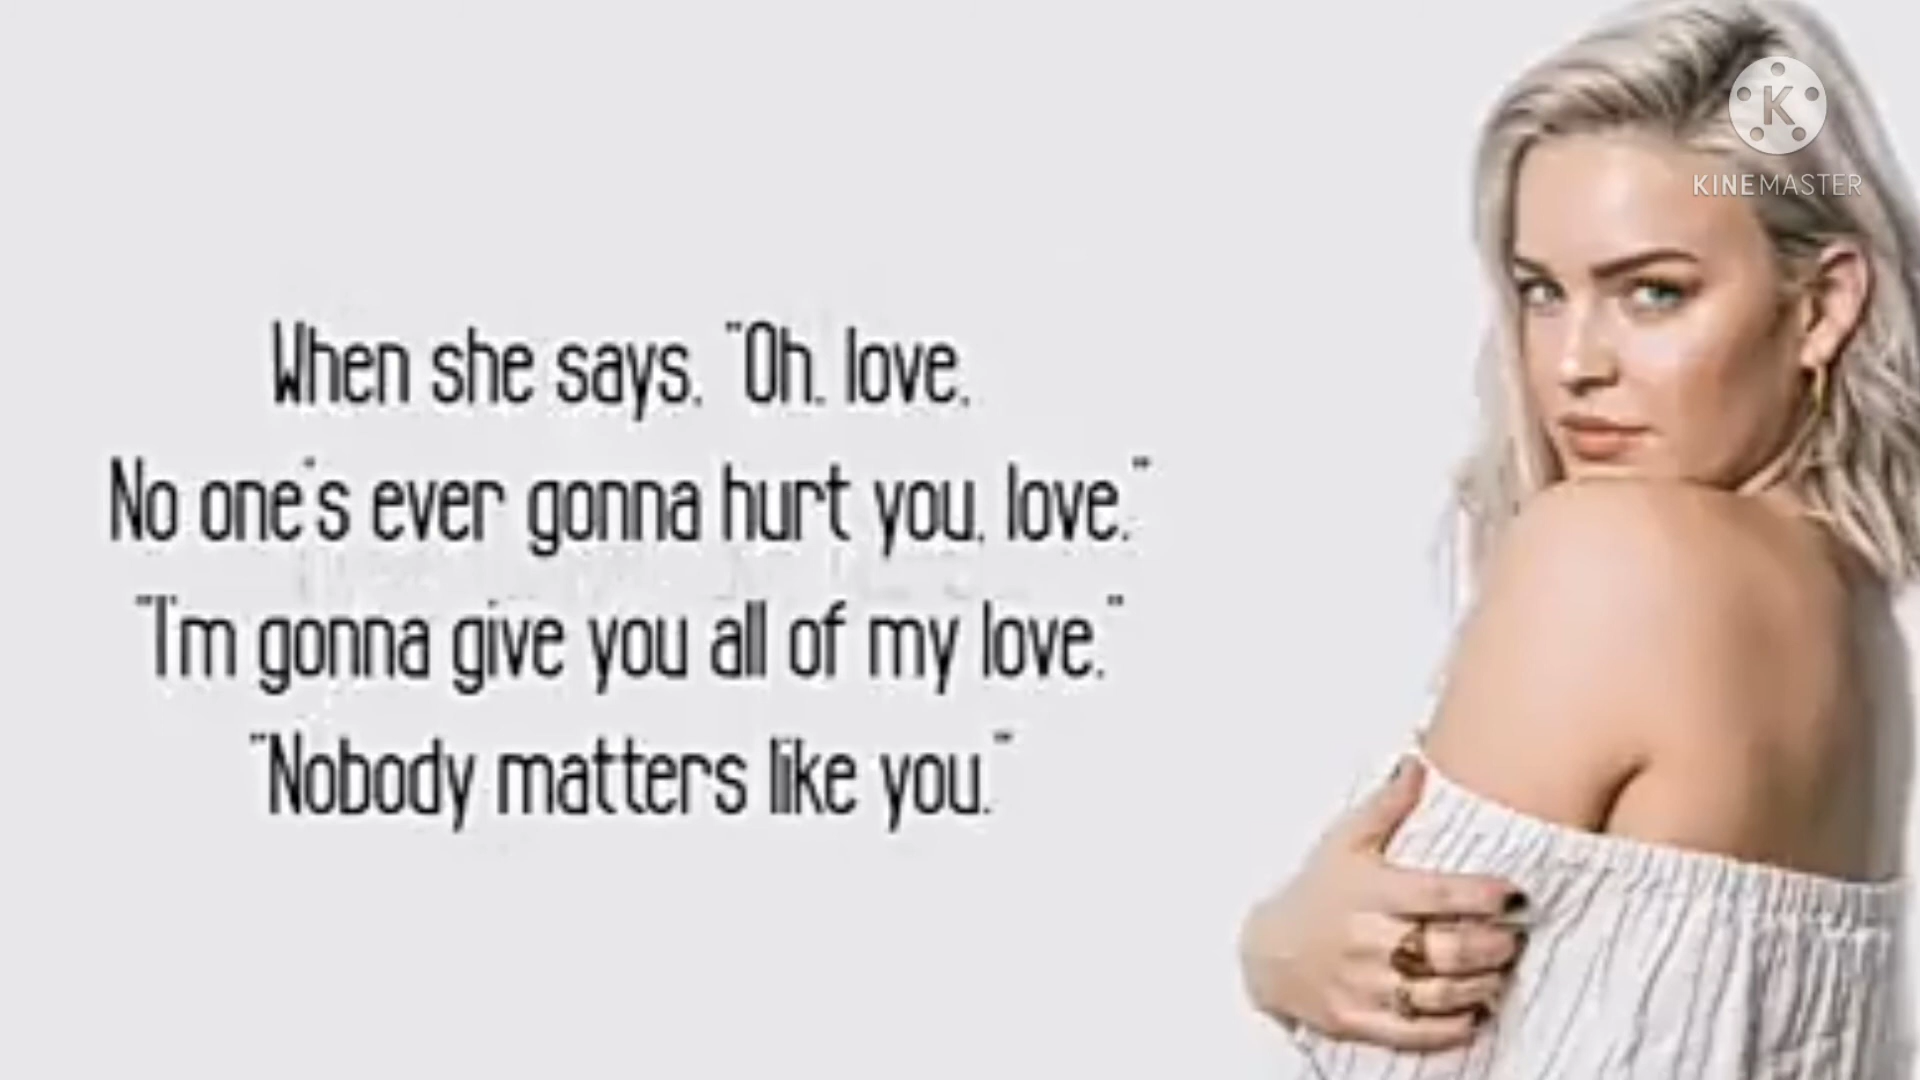 When she says, "Oh, love,
No one's ever gonna hurt you, love."
"I'm gonna give you all of my love."
"Nobody matters like you."
K
KINEMASTER